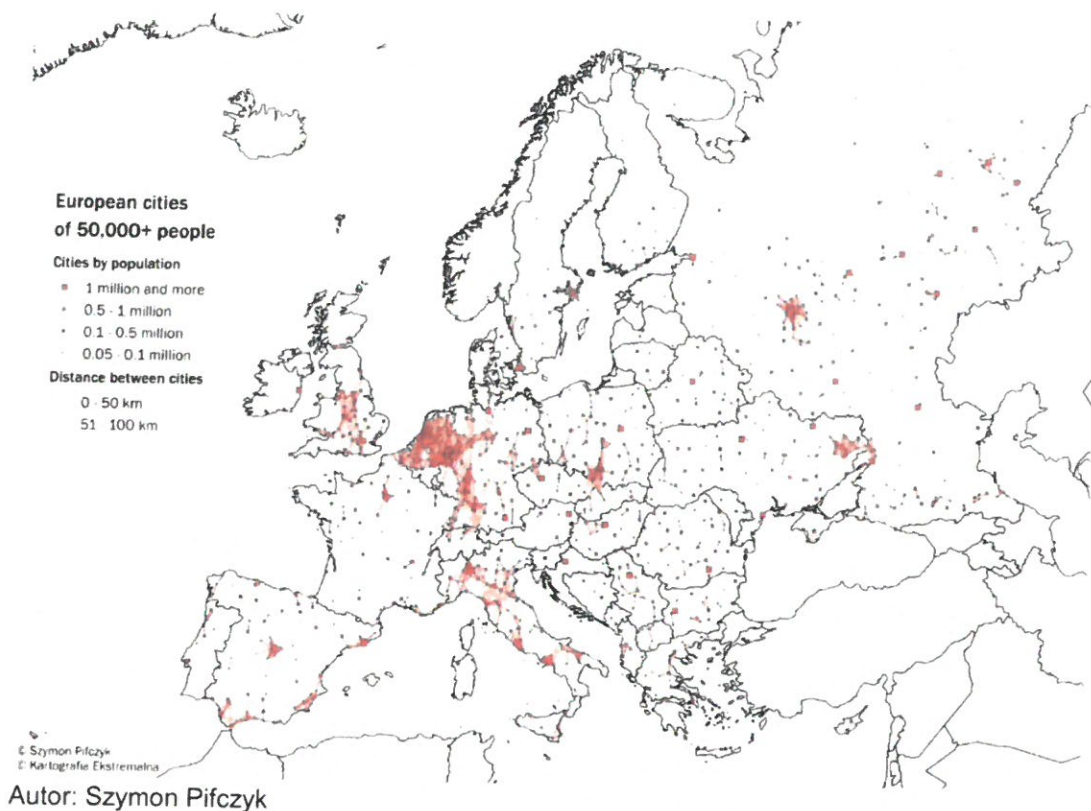 European cities
of 50,000+ people
Cities by population
1 million and more
0.5 - 1 million
0.1 - 0.5 million
0.05 - 0.1 million
Distance between cities
0 - 50 km
51 - 100 km
© Szymon Pifczyk
© Kartografia Ekstremalna
Autor: Szymon Pifczyk